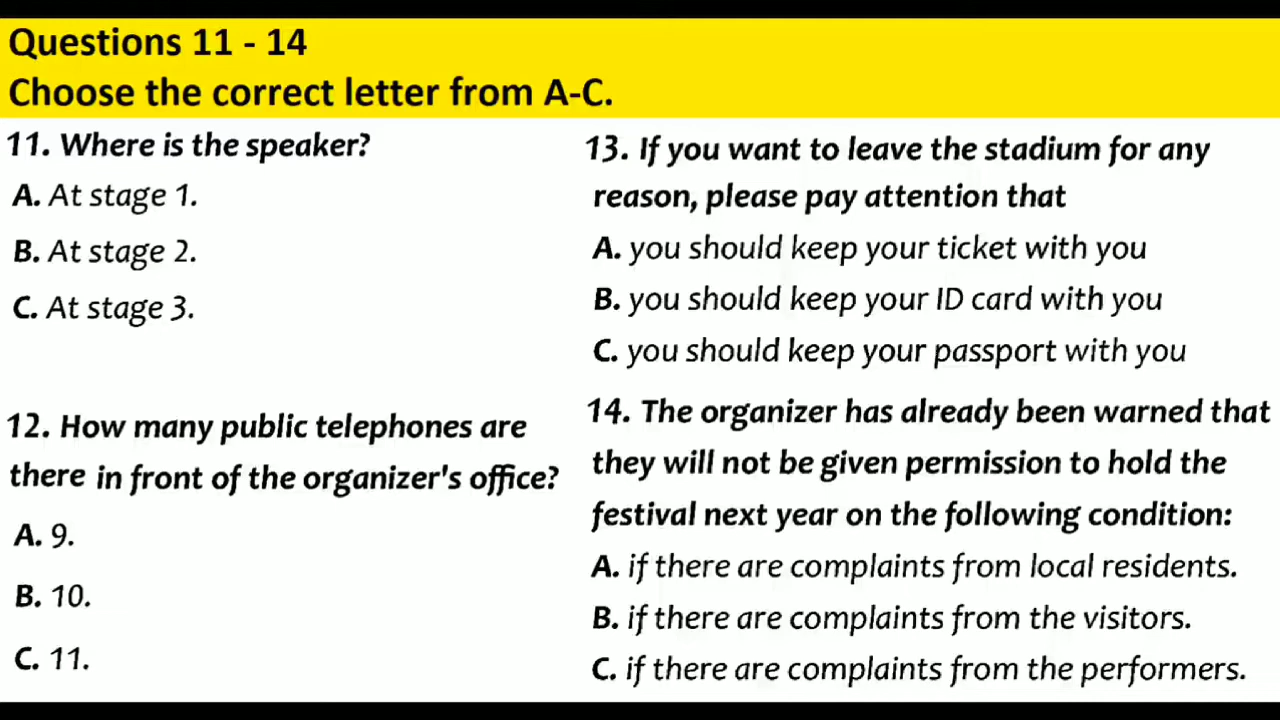 Questions 11 - 14
Choose the correct letter from A-C.
11. Where is the speaker?
A. At stage 1.
B. At stage 2.
C. At stage 3.
12. How many public telephones are
there in front of the organizer's office?
A. 9.
B. 10.
C. 11.
13. If you want to leave the stadium for any
reason, please pay attention that
A. you should keep your ticket with you
B. you should keep your ID card with you
C. you should keep your passport with you
14. The organizer has already been warned that
they will not be given permission to hold the
festival next year on the following condition:
A. if there are complaints from local residents.
B. if there are complaints from the visitors.
C. if there are complaints from the performers.